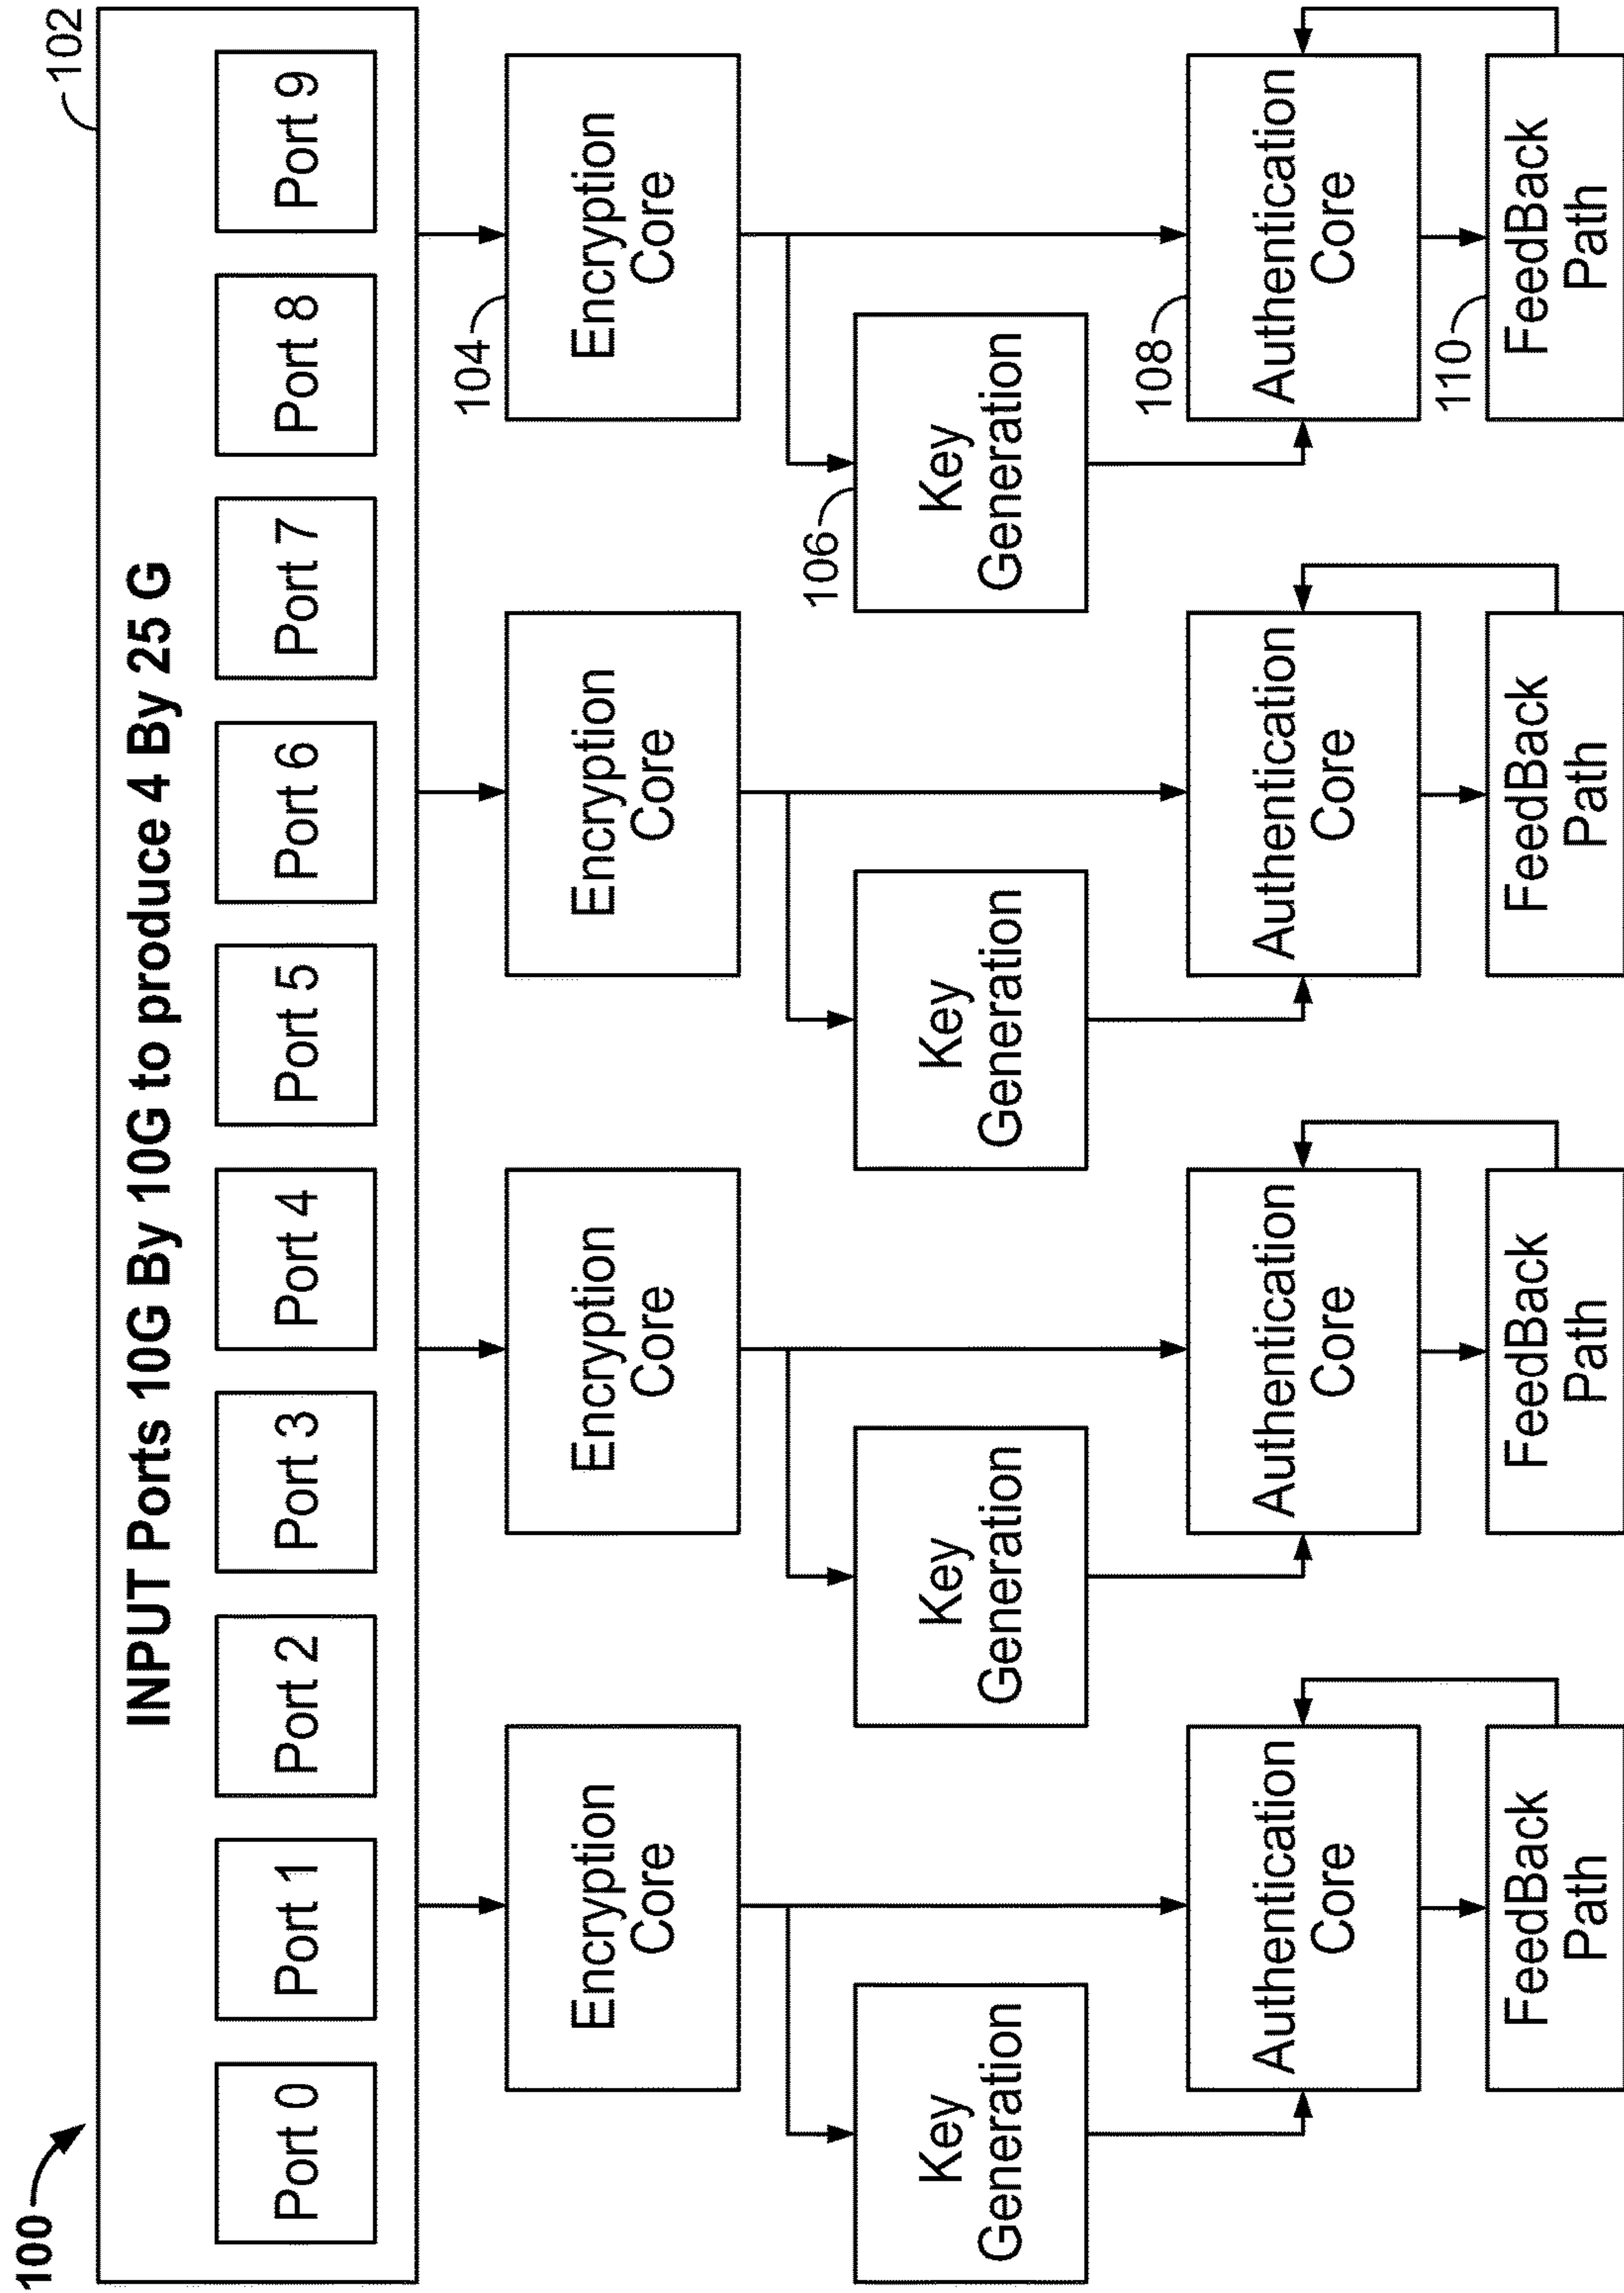 100
102
INPUT Ports 10G By 10G to produce 4 By 25 G
Port 0
Port 1
Port 2
Port 3
Port 4
Port 5
Port 6
Port 7
Port 8
Port 9
104
Encryption
Core
Encryption
Core
Encryption
Core
Encryption
Core
106
Key
Generation
Key
Generation
Key
Generation
Key
Generation
108
Authentication
Core
Authentication
Core
Authentication
Core
Authentication
Core
110
FeedBack
Path
FeedBack
Path
FeedBack
Path
FeedBack
Path